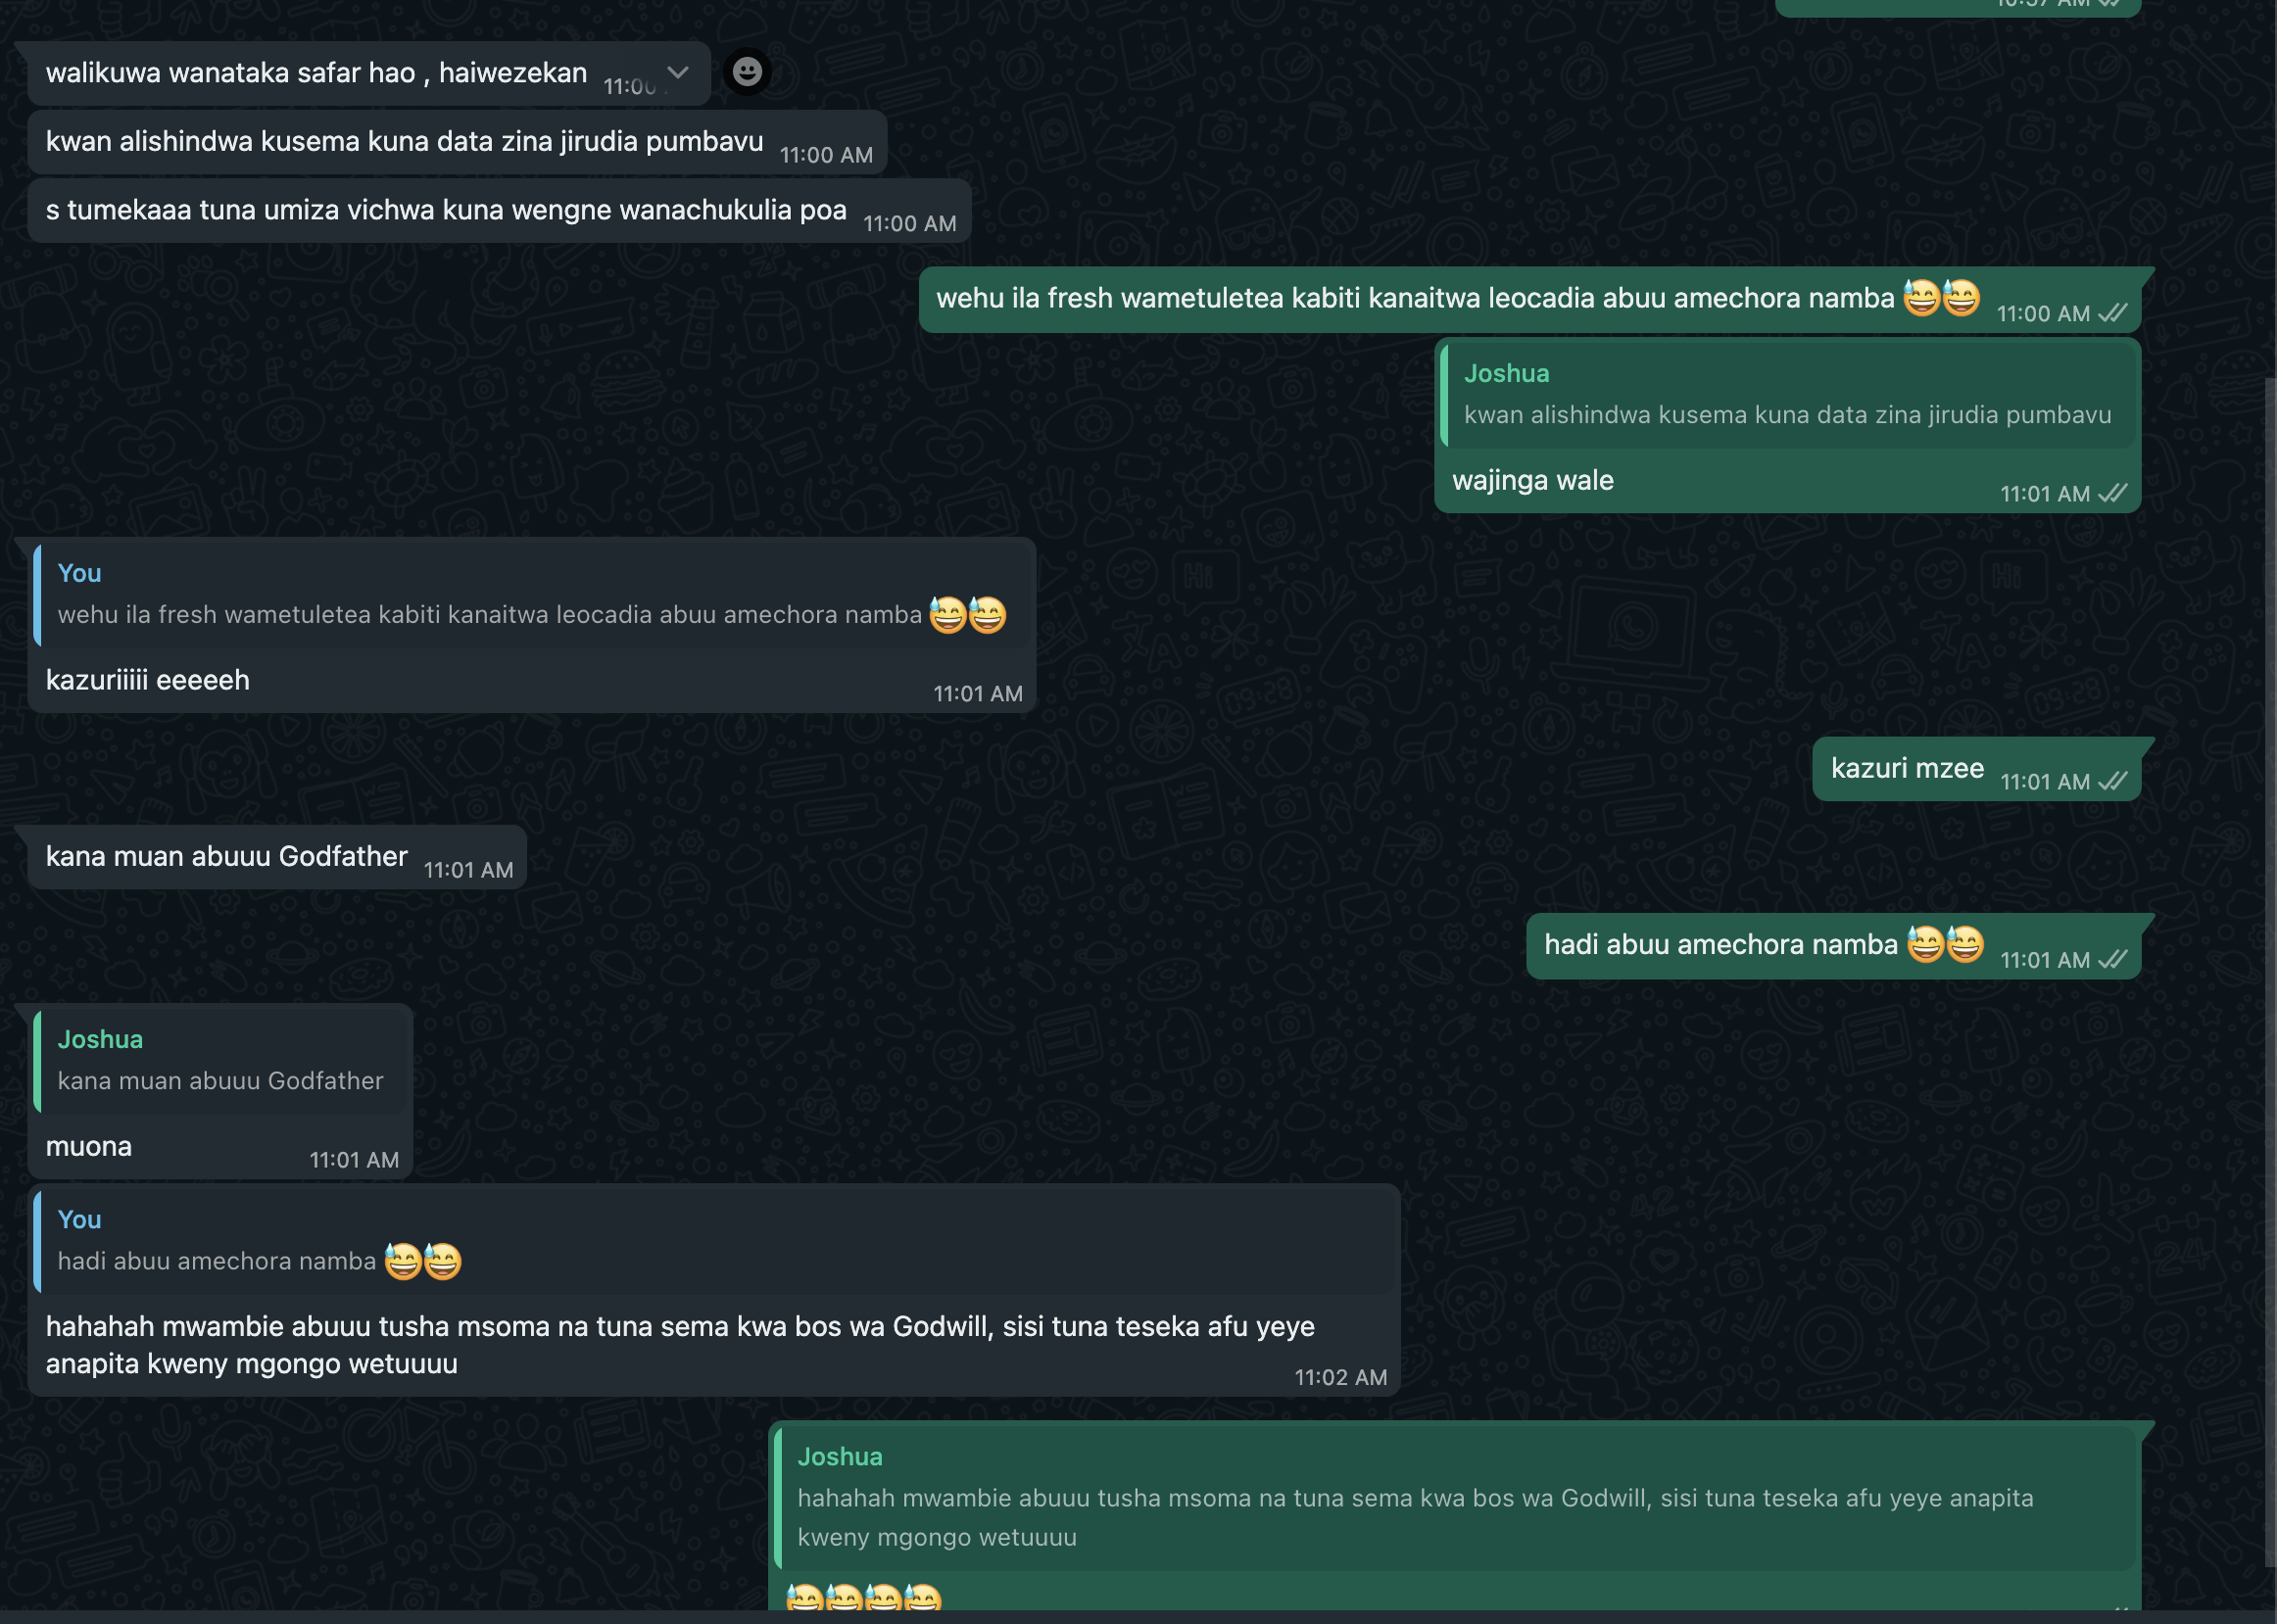 10:37 AM
walikuwa wanataka safar hao , haiwezekan 11:00
kwan alishindwa kusema kuna data zina jirudia pumbavu 11:00 AM
s tumekaaa tuna umiza vichwa kuna wengne wanachukulia poa 11:00 AM
wehu ila fresh wametuletea kabiti kanaitwa leocadia abuu amechora namba 😅😅 11:00 AM
Joshua
kwan alishindwa kusema kuna data zina jirudia pumbavu
wajinga wale 11:01 AM
You
wehu ila fresh wametuletea kabiti kanaitwa leocadia abuu amechora namba 😅😅
kazuriiiii eeeeeh 11:01 AM
kazuri mzee 11:01 AM
kana muan abuuu Godfather 11:01 AM
hadi abuu amechora namba 😅😅 11:01 AM
Joshua
kana muan abuuu Godfather
muona 11:01 AM
You
hadi abuu amechora namba 😅😅
hahahah mwambie abuuu tusha msoma na tuna sema kwa bos wa Godwill, sisi tuna teseka afu yeye
anapita kweny mgongo wetuuuu 11:02 AM
Joshua
hahahah mwambie abuuu tusha msoma na tuna sema kwa bos wa Godwill, sisi tuna teseka afu yeye anapita
kweny mgongo wetuuuu
😅😅😅😅